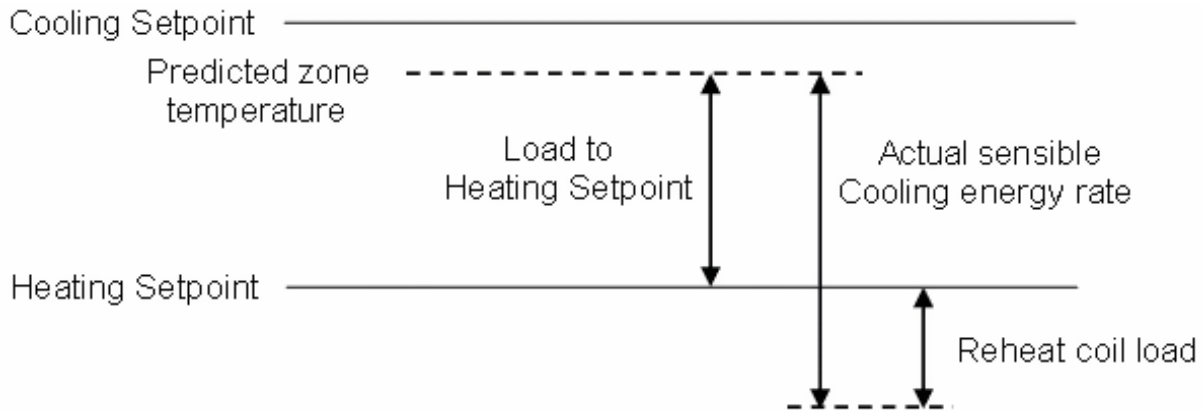 Cooling Setpoint
Predicted zone
temperature
Load to
Heating Setpoint
Actual sensible
Cooling energy rate
Heating Setpoint
Reheat coil load